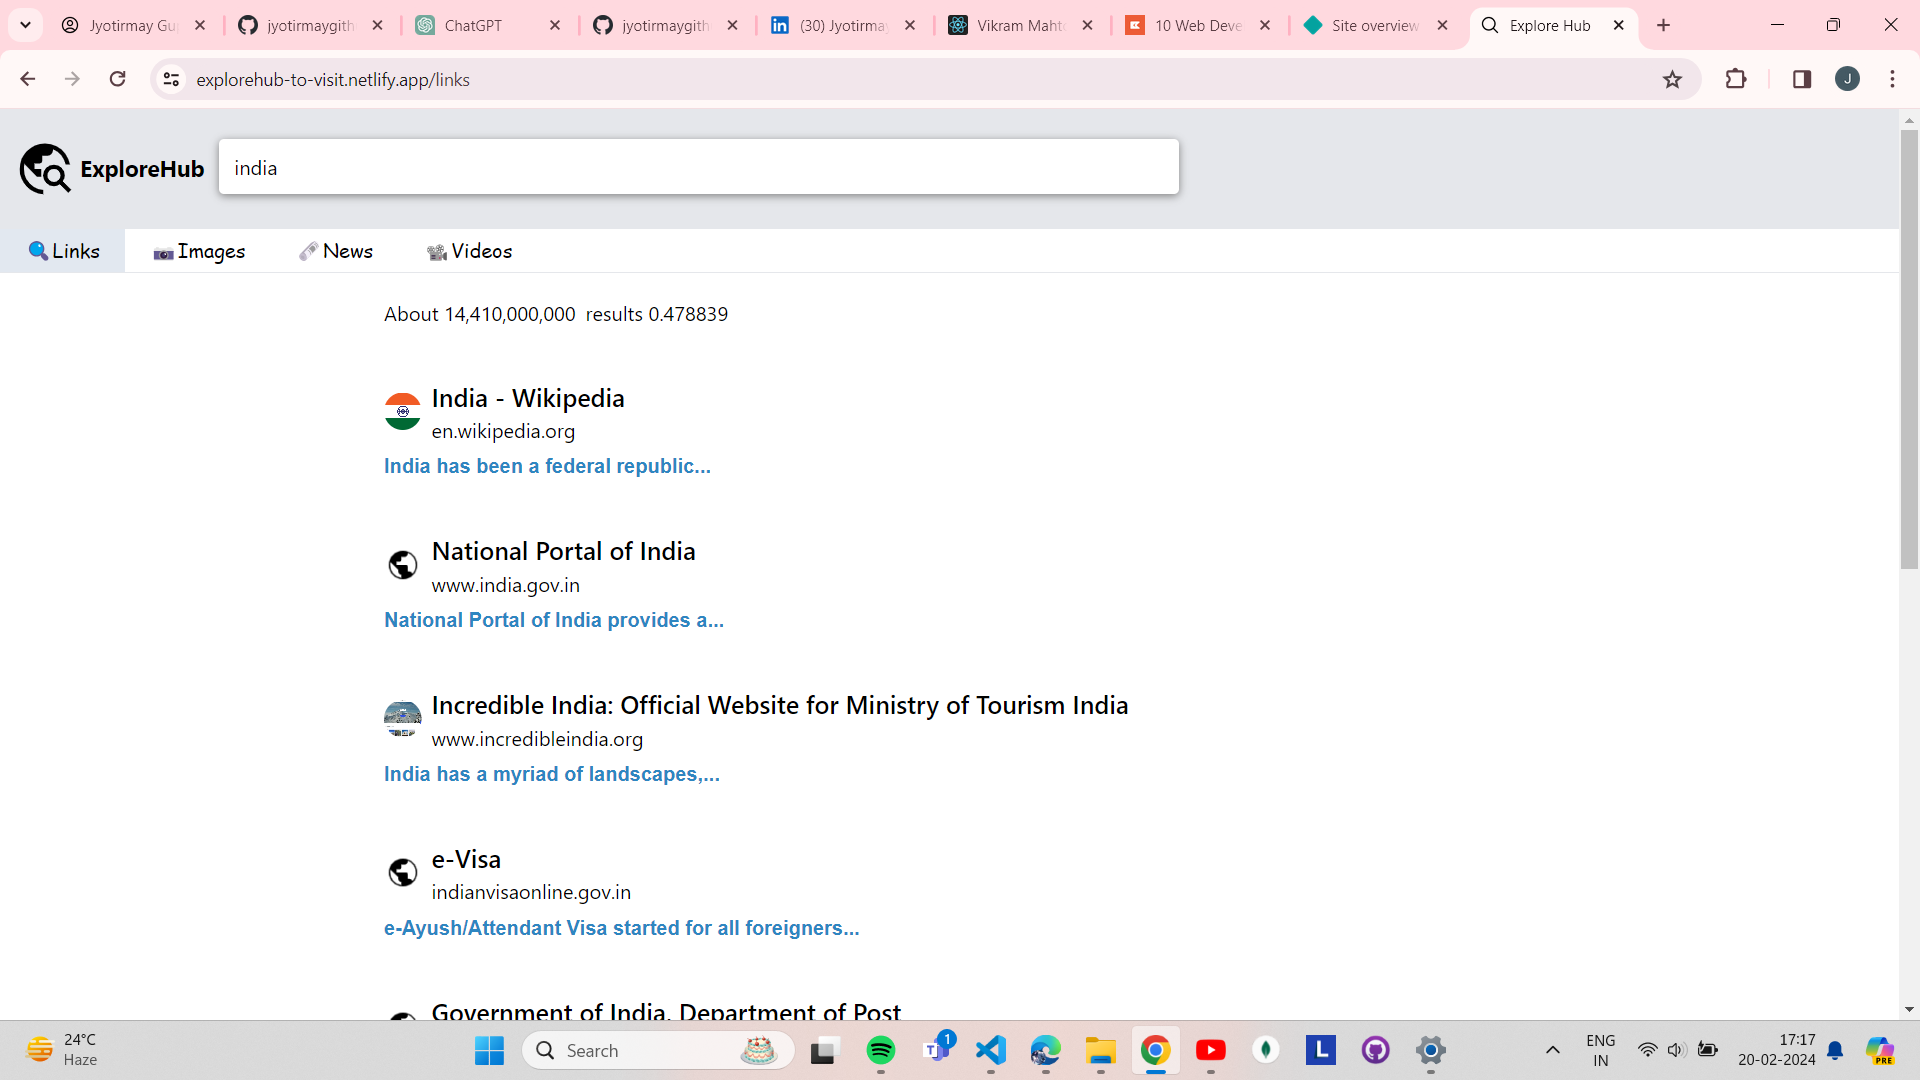 Jyotirmay Gu
jyotirmaygith
ChatGPT
jyotirmaygith
(30) Jyotirmay
Vikram Mahto
10 Web Deve
Site overview
Explore Hub
explorehub-to-visit.netlify.app/links
J
ExploreHub
india
Links
Images
News
Videos
About 14,410,000,000 results 0.478839
India - Wikipedia
en.wikipedia.org
India has been a federal republic...
National Portal of India
www.india.gov.in
National Portal of India provides a...
Incredible India: Official Website for Ministry of Tourism India
www.incredibleindia.org
India has a myriad of landscapes,...
e-Visa
indianvisaonline.gov.in
e-Ayush/Attendant Visa started for all foreigners...
Government of India, Department of Post
24°C
Haze
Search
1
L
ENG
IN
17:17
20-02-2024
PRE